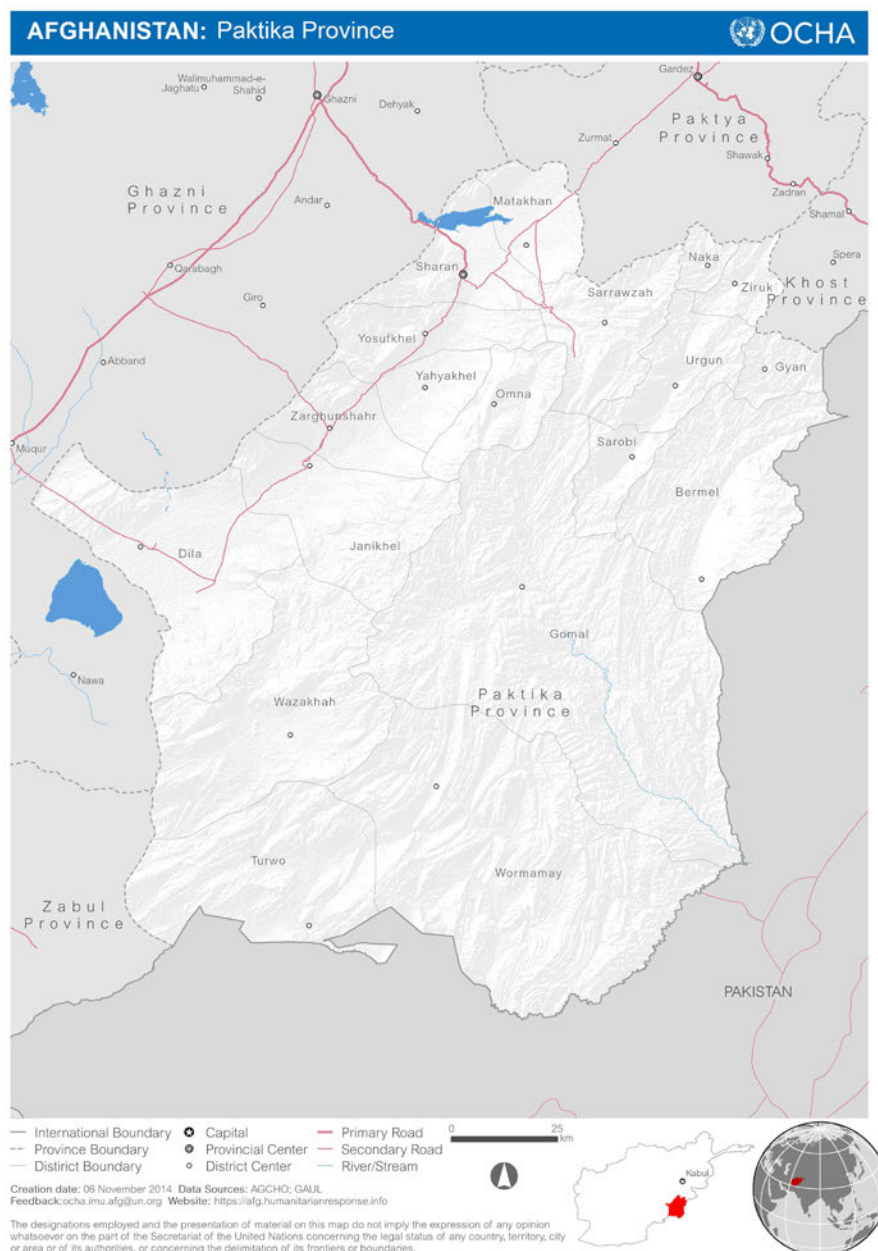 AFGHANISTAN: Paktika Province
OCHA
Gardez
Walimuhammad-e-
Shahid
Jaghatu
Ghazni
Dehyak
Paktya
Province
Zurmat
Shawak
Zadran
Ghazni
Province
Andar
Matakhan
Shamal
Qarabagh
Sharan
Naka
Spera
Ziruk
Khost
Province
Giro
Sarrawzah
Yosufkhel
Abband
Urgun
Gyan
Yahyakhel
Omna
Zarghunshahr
Muqur
Sarobi
Bermel
Dila
Janikhel
Gomal
Nawa
Paktika
Province
Wazakhah
Turwo
Wormamay
Zabul
Province
PAKISTAN
International Boundary
Province Boundary
Distirict Boundary
Capital
Provincial Center
District Center
Primary Road
Secondary Road
River/Stream
0 25
km
Kabul
Creation date: 06 November 2014 Data Sources: AGCHO; GAUL
Feedback:ocha.imu.afg@un.org Website: https://afg.humanitarianresponse.info
The designations employed and the presentation of material on this map do not imply the expression of any opinion
whatsoever on the part of the Secretariat of the United Nations concerning the legal status of any country, territory, city
or area or of its authorities, or concerning the delimitation of its frontiers or boundaries.